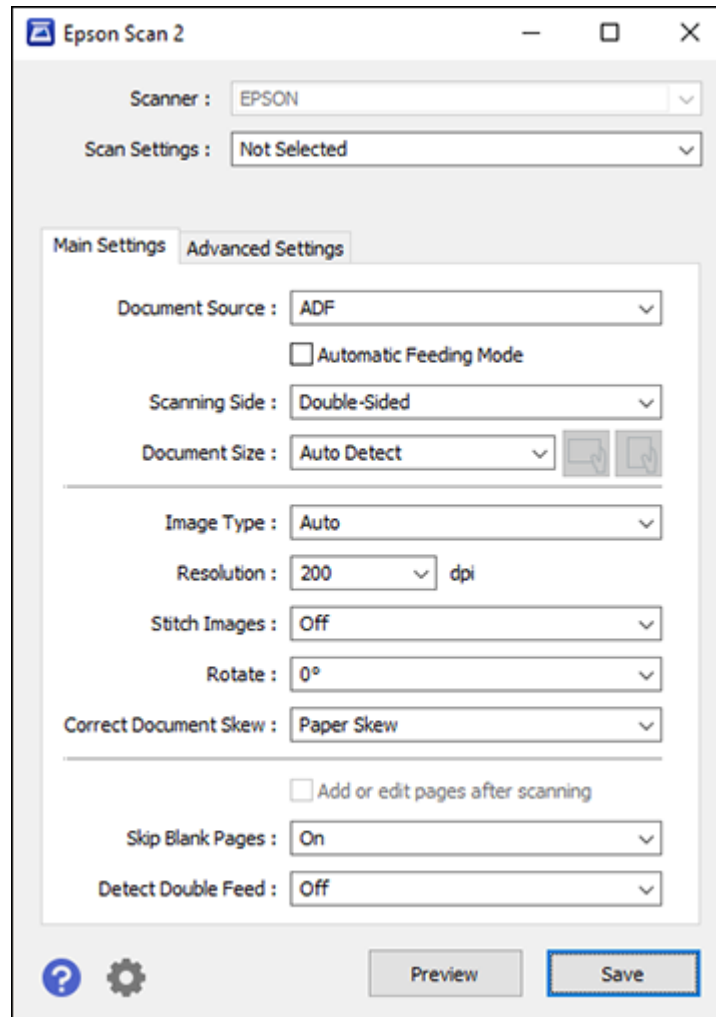 Epson Scan 2
Scanner : EPSON
Scan Settings : Not Selected
Main Settings Advanced Settings
Document Source : ADF
Automatic Feeding Mode
Scanning Side : Double-Sided
Document Size : Auto Detect
Image Type : Auto
Resolution : 200 dpi
Stitch Images : Off
Rotate : 0°
Correct Document Skew : Paper Skew
Add or edit pages after scanning
Skip Blank Pages : On
Detect Double Feed : Off
? Preview Save